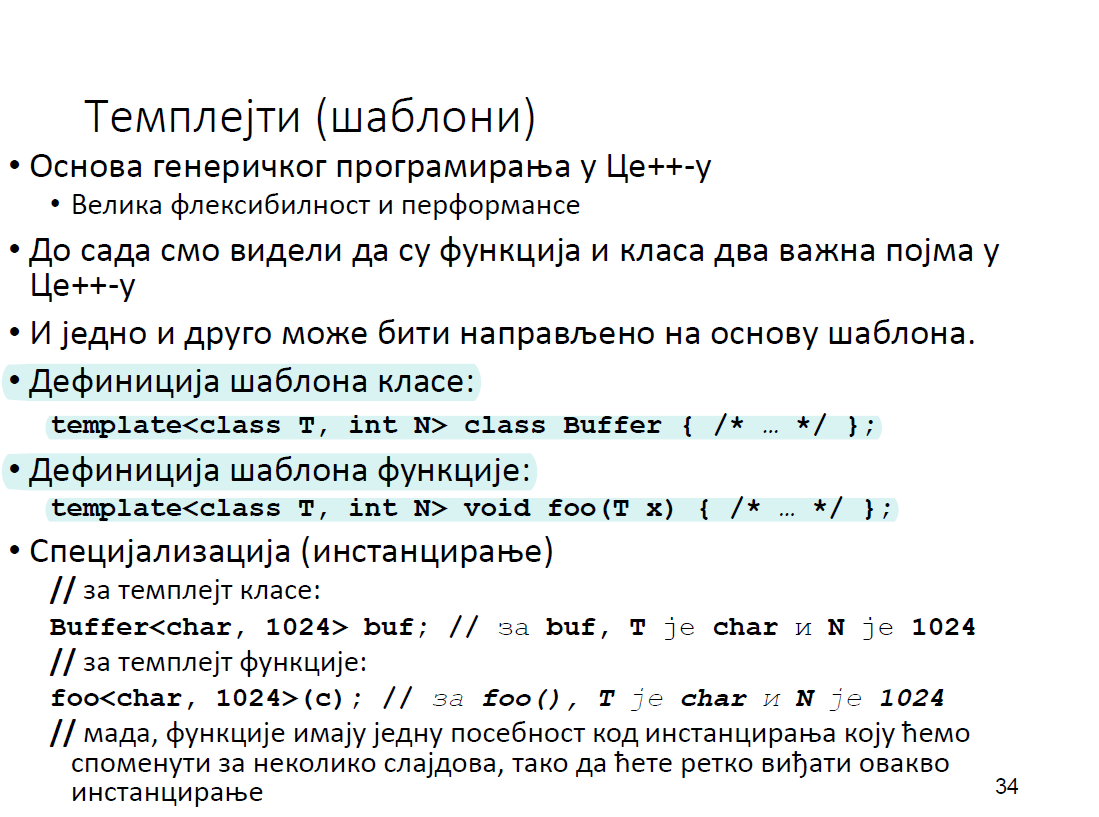 Темплејти (шаблони)
• Основа генеричког програмирања у Це++-у
• Велика флексибилност и перформансе
• До сада смо видели да су функција и класа два важна појма у
Це++-у
• И једно и друго може бити направљено на основу шаблона.
• Дефиниција шаблона класе:
template<class T, int N> class Buffer { /* … */ };
• Дефиниција шаблона функције:
template<class T, int N> void foo(T x) { /* … */ };
• Специјализација (инстанцирање)
// за темплејт класе:
Buffer<char, 1024> buf; // за buf, T је char и N је 1024
// за темплејт функције:
foo<char, 1024>(c); // за foo(), T је char и N је 1024
// мада, функције имају једну посебност код инстанцирања коју ћемо
споменути за неколико слајдова, тако да ћете ретко виђати овакво
инстанцирање
34